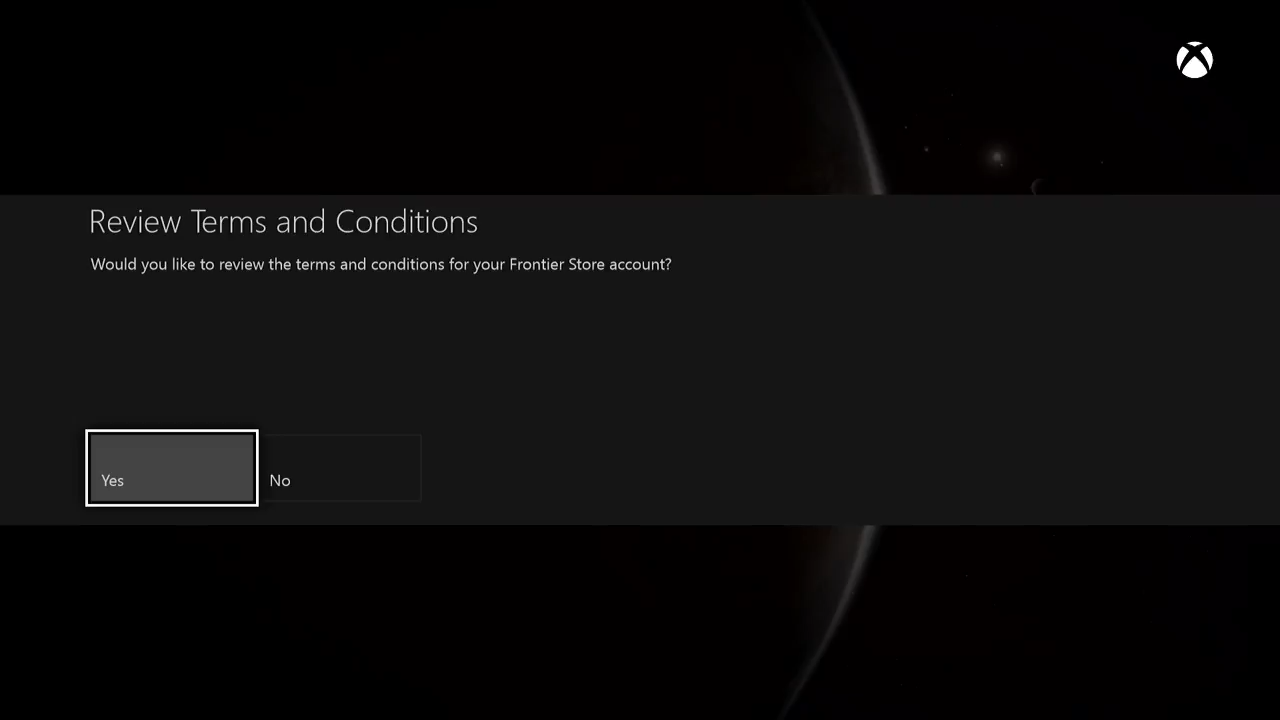 Review Terms and Conditions
Would you like to review the terms and conditions for your Frontier Store account?
Yes
No